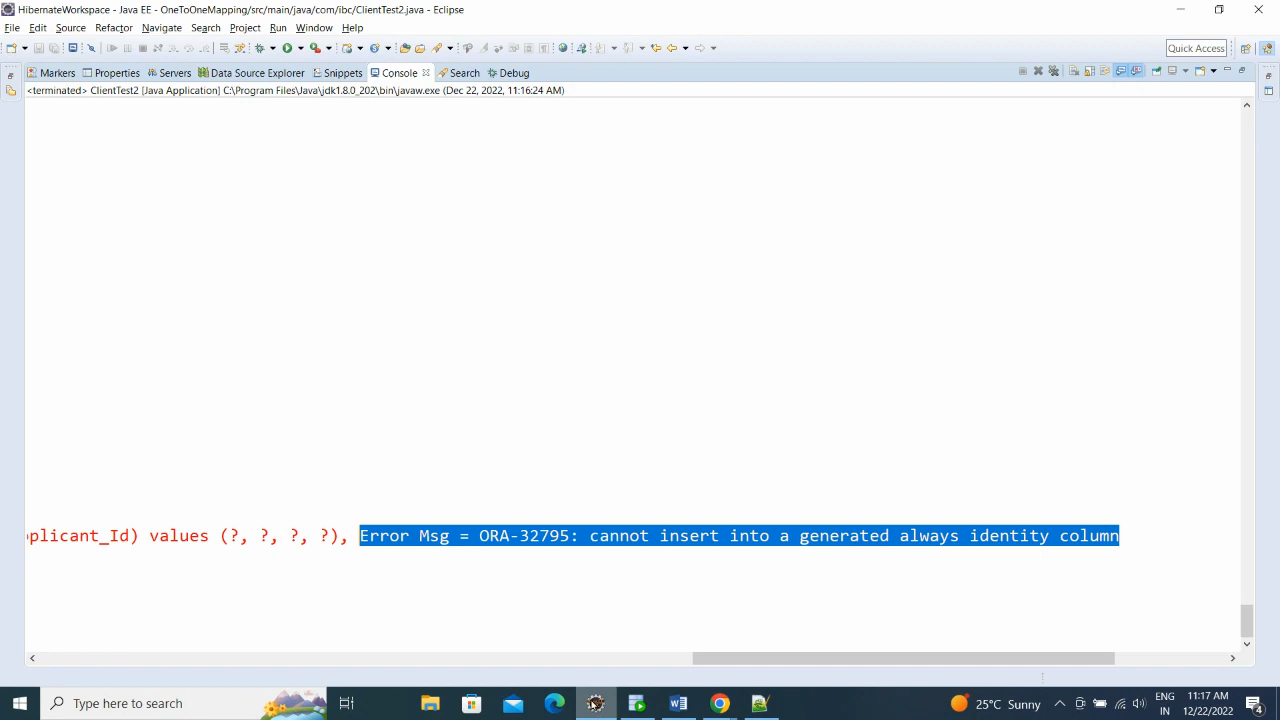 HibernateWorkspace - Java EE - OneToOneMapping/src/main/java/com/ibc/ClientTest2.java - Eclipse
File Edit Source Refactor Navigate Search Project Run Window Help
Quick Access
Markers Properties Servers Data Source Explorer Snippets Console Search Debug
<terminated> ClientTest2 [Java Application] C:\Program Files\Java\jdk1.8.0_202\bin\javaw.exe (Dec 22, 2022, 11:16:24 AM)
plicant_Id) values (?, ?, ?, ?), Error Msg = ORA-32795: cannot insert into a generated always identity column
Type here to search
25°C Sunny
ENG
IN
11:17 AM
12/22/2022
4